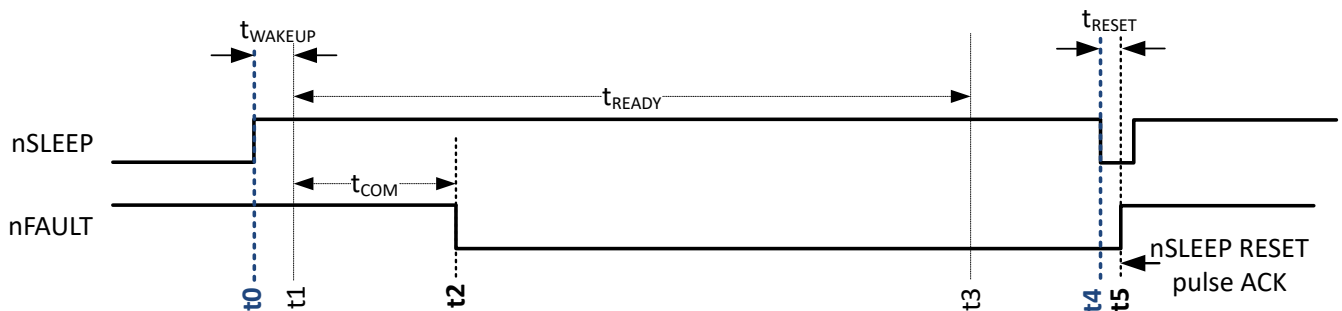 tWAKEUP
tRESET
tREADY
nSLEEP
tCOM
nFAULT
nSLEEP RESET
pulse ACK
t0
t1
t2
t3
t4
t5